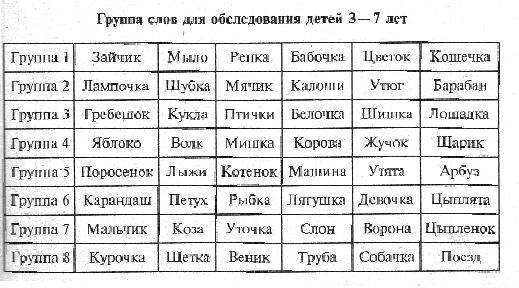 Группа слов для обследования детей 3—7 лет
Группа 1 Зайчик Мыло Репка Бабочка Цветок Кошечка
Группа 2 Лампочка Шубка Мячик Калоши Утюг Барабан
Группа 3 Гребешок Кукла Птички Белочка Шишка Лошадка
Группа 4 Яблоко Волк Мишка Корова Жучок Шарик
Группа 5 Поросенок Лыжи Котенок Машина Утята Арбуз
Группа 6 Карандаш Петух Рыбка Лягушка Девочка Цыплята
Группа 7 Мальчик Коза Уточка Слон Ворона Цыпленок
Группа 8 Курочка Щетка Веник Труба Собачка Поезд